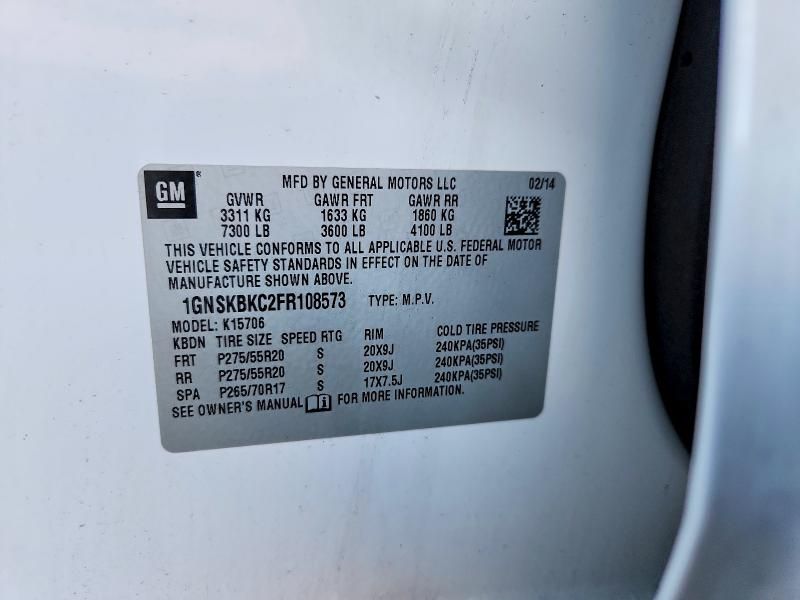 GM® MFD BY GENERAL MOTORS LLC 02/14
GVWR GAWR FRT GAWR RR
3311 KG 1633 KG 1860 KG
7300 LB 3600 LB 4100 LB
THIS VEHICLE CONFORMS TO ALL APPLICABLE U.S. FEDERAL MOTOR
VEHICLE SAFETY STANDARDS IN EFFECT ON THE DATE OF
MANUFACTURE SHOWN ABOVE.
1GNSKBKC2FR108573 TYPE: M.P.V.
MODEL: K15706
KBDN TIRE SIZE SPEED RTG RIM COLD TIRE PRESSURE
FRT P275/55R20 S 20X9J 240KPA(35PSI)
RR P275/55R20 S 20X9J 240KPA(35PSI)
SPA P265/70R17 S 17X7.5J 240KPA(35PSI)
SEE OWNER'S MANUAL FOR MORE INFORMATION.